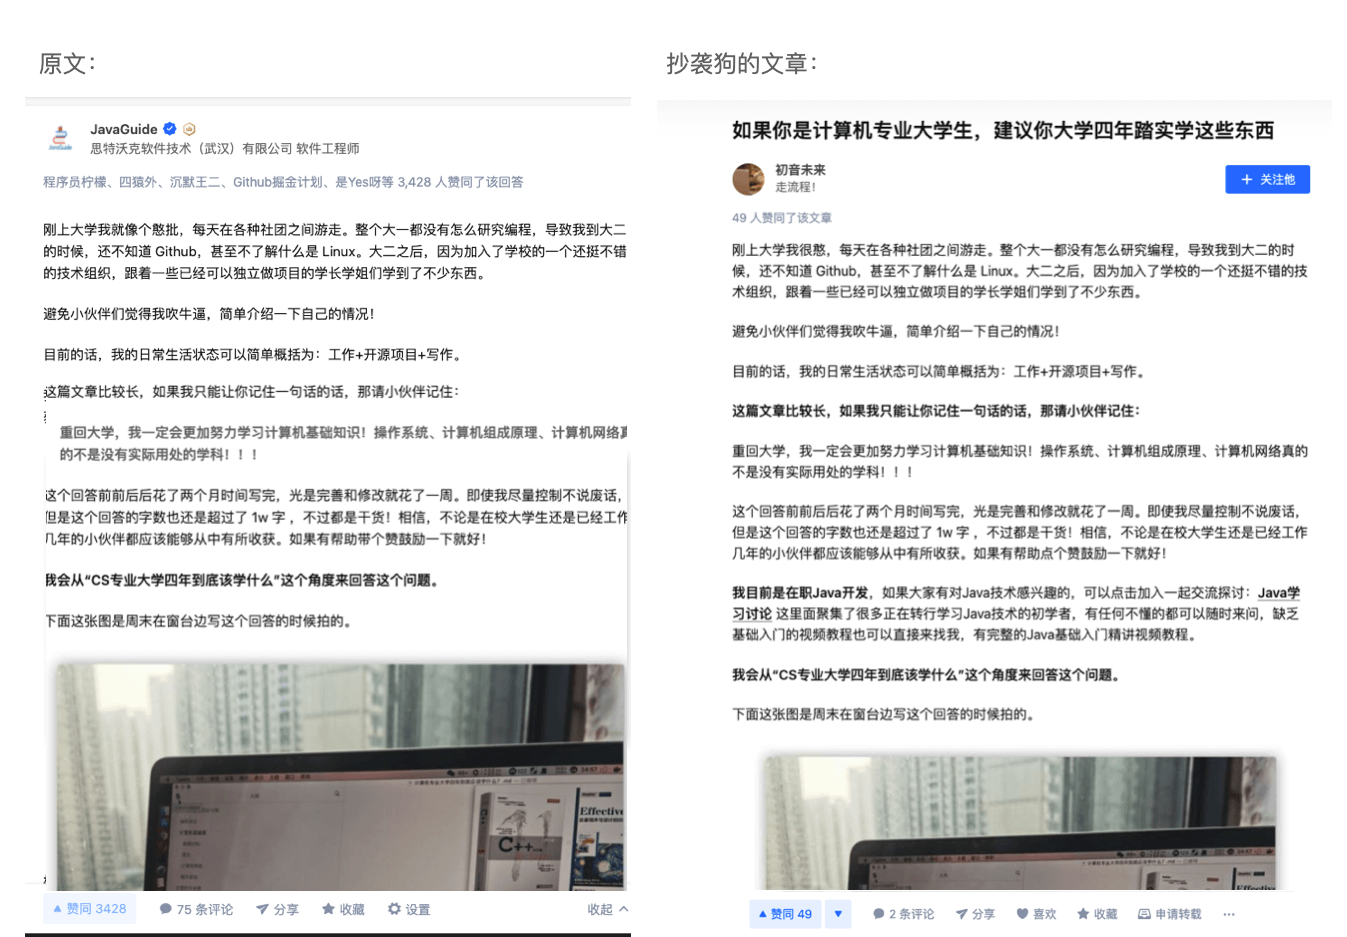 原文：
JavaGuide
思特沃克软件技术（武汉）有限公司 软件工程师
程序员柠檬、四猿外、沉默王二、Github掘金计划、是Yes呀等 3,428 人赞同了该回答
刚上大学我就像个憨批，每天在各种社团之间游走。整个大一都没有怎么研究编程，导致我到大二
的时候，还不知道 Github，甚至不了解什么是 Linux。大二之后，因为加入了学校的一个还挺不错
的技术组织，跟着一些已经可以独立做项目的学长学姐们学到了不少东西。
避免小伙伴们觉得我吹牛逼，简单介绍一下自己的情况！
目前的话，我的日常生活状态可以简单概括为：工作+开源项目+写作。
这篇文章比较长，如果我只能让你记住一句话的话，那请小伙伴记住：
重回大学，我一定会更加努力学习计算机基础知识！操作系统、计算机组成原理、计算机网络真
的不是没有实际用处的学科！！！
这个回答前前后后花了两个月时间写完，光是完善和修改就花了一周。即使我尽量控制不说废话，
但是这个回答的字数也还是超过了 1w 字 ，不过都是干货！相信，不论是在校大学生还是已经工作
几年的小伙伴都应该能够从中有所收获。如果有帮助带个赞鼓励一下就好！
我会从“CS专业大学四年到底该学什么”这个角度来回答这个问题。
下面这张图是周末在窗台边写这个回答的时候拍的。
Effective
C++
赞同 3428
75 条评论
分享
收藏
设置
收起
抄袭狗的文章：
如果你是计算机专业大学生，建议你大学四年踏实学这些东西
初音未来
走流程！
+ 关注他
49 人赞同了该文章
刚上大学我很憨，每天在各种社团之间游走。整个大一都没有怎么研究编程，导致我到大二的时
候，还不知道 Github，甚至不了解什么是 Linux。大二之后，因为加入了学校的一个还挺不错的技
术组织，跟着一些已经可以独立做项目的学长学姐们学到了不少东西。
避免小伙伴们觉得我吹牛逼，简单介绍一下自己的情况！
目前的话，我的日常生活状态可以简单概括为：工作+开源项目+写作。
这篇文章比较长，如果我只能让你记住一句话的话，那请小伙伴记住：
重回大学，我一定会更加努力学习计算机基础知识！操作系统、计算机组成原理、计算机网络真的
不是没有实际用处的学科！！！
这个回答前前后后花了两个月时间写完，光是完善和修改就花了一周。即使我尽量控制不说废话，
但是这个回答的字数也还是超过了 1w 字 ，不过都是干货！相信，不论是在校大学生还是已经工作
几年的小伙伴都应该能够从中有所收获。如果有帮助点个赞鼓励一下就好！
我目前是在职Java开发，如果大家有对Java技术感兴趣的，可以点击加入一起交流探讨：Java学
习讨论 这里面聚集了很多正在转行学习Java技术的初学者，有任何不懂的都可以随时来问，缺乏
基础入门的视频教程也可以直接来找我，有完整的Java基础入门精讲视频教程。
我会从“CS专业大学四年到底该学什么”这个角度来回答这个问题。
下面这张图是周末在窗台边写这个回答的时候拍的。
赞同 49
2 条评论
分享
喜欢
收藏
申请转载